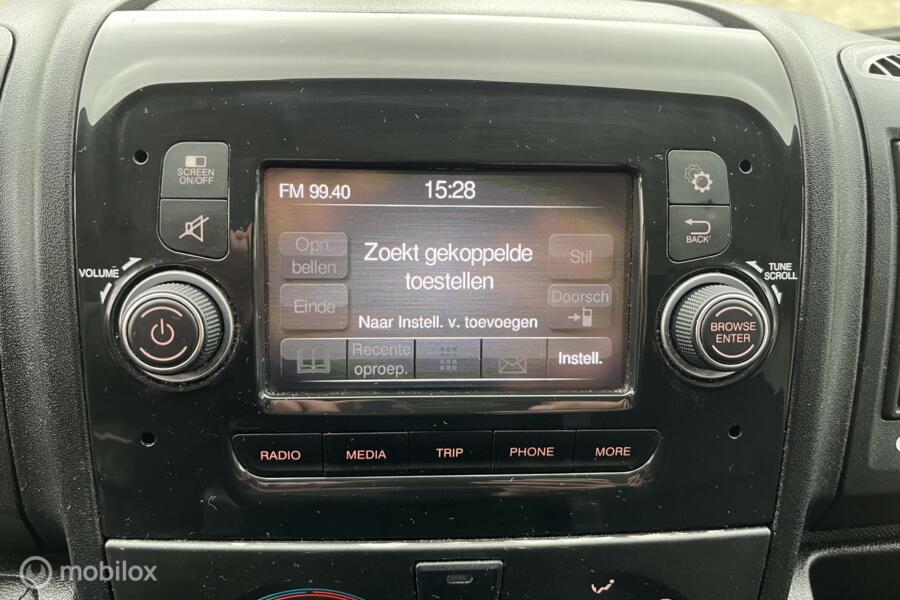 SCREEN
ON/OFF
FM 99.40
15:28
BACK
VOLUME
TUNE
SCROLL
Opn.
bellen
Zoekt gekoppelde
toestellen
Stil
Einde
Doorsch
Naar Instell. v. toevoegen
BROWSE
ENTER
Recente
oproep.
Instell.
RADIO
MEDIA
TRIP
PHONE
MORE
mobilox